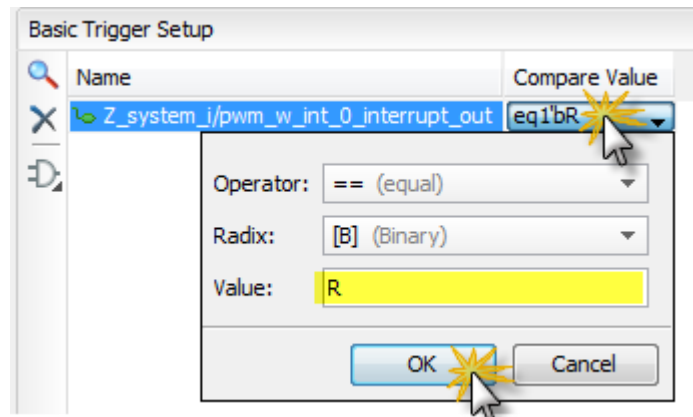 Basic Trigger Setup
Name Compare Value
Z_system_i/pwm_w_int_0_interrupt_out eq1'bR
Operator: == (equal)
Radix: [B] (Binary)
Value: R
OK Cancel